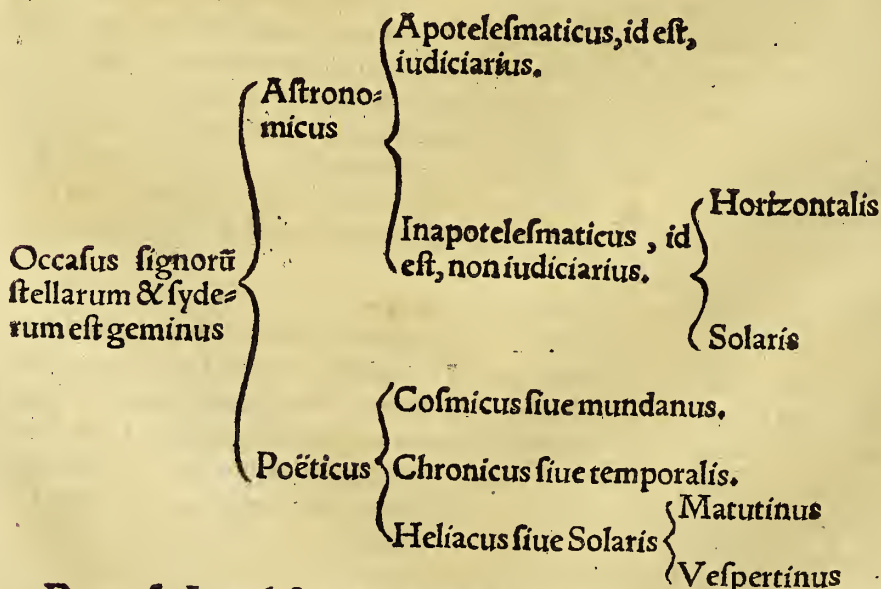 Apoteleſmaticus, id eſt,
iudiciarius.
Aſtrono⸗
micus
Inapoteleſmaticus , id
eſt, non iudiciarius.
Horizontalis
Solaris
Occaſus ſignorũ
ſtellarum & ſyde⸗
rum eſt geminus
Poëticus
Coſmicus ſiue mundanus.
Chronicus ſiue temporalis.
Heliacus ſiue Solaris
Matutinus
Veſpertinus